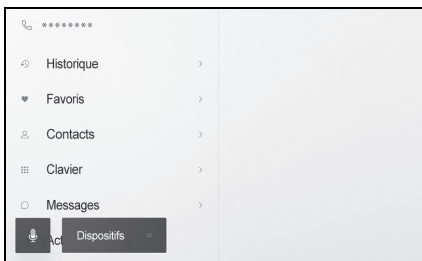 ********
Historique
Favoris
Contacts
Clavier
Messages
Dispositifs